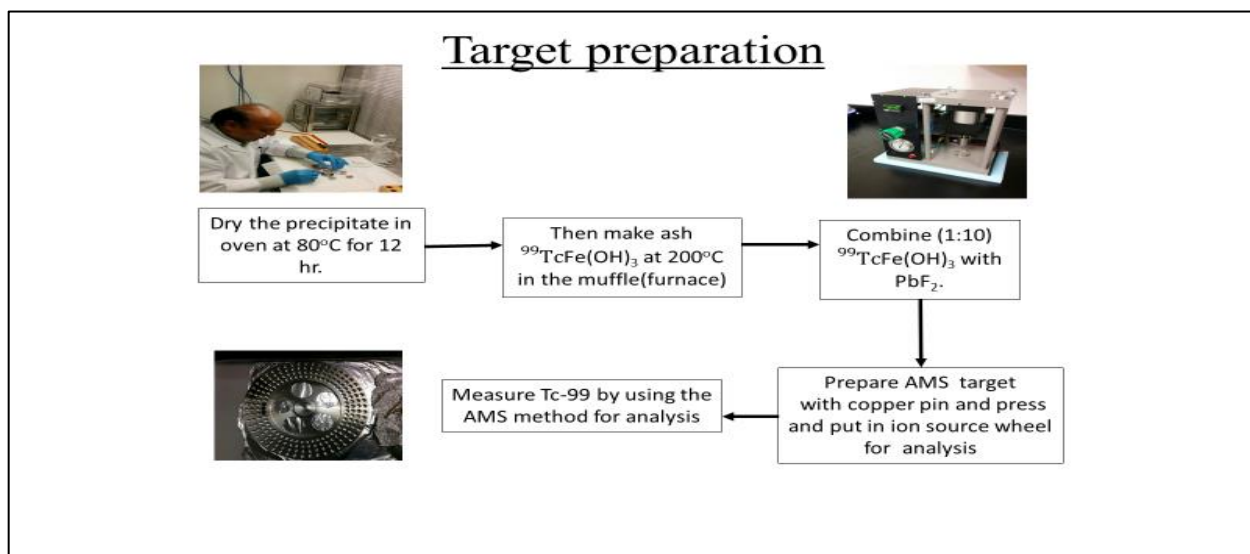 Target preparation
Dry the precipitate in
oven at 80°C for 12
hr.
Then make ash
⁹⁹TcFe(OH)₃ at 200°C
in the muffle(furnace)
Combine (1:10)
⁹⁹TcFe(OH)₃ with
PbF₂.
Prepare AMS target
with copper pin and press
and put in ion source wheel
for analysis
Measure Tc-99 by using the
AMS method for analysis